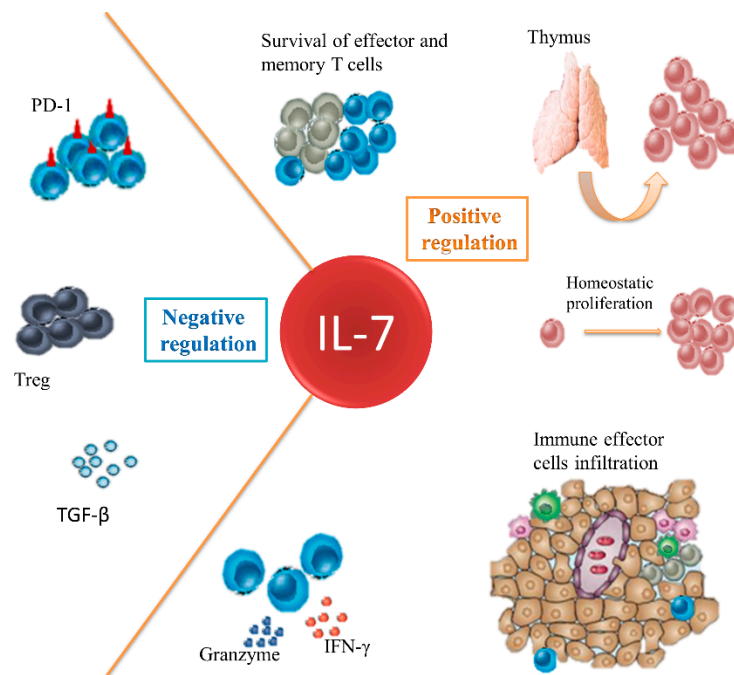 Survival of effector and
memory T cells
Thymus
PD-1
Positive
regulation
Homeostatic
proliferation
Negative
regulation
IL-7
Treg
Immune effector
cells infiltration
TGF-β
Granzyme
IFN-γ